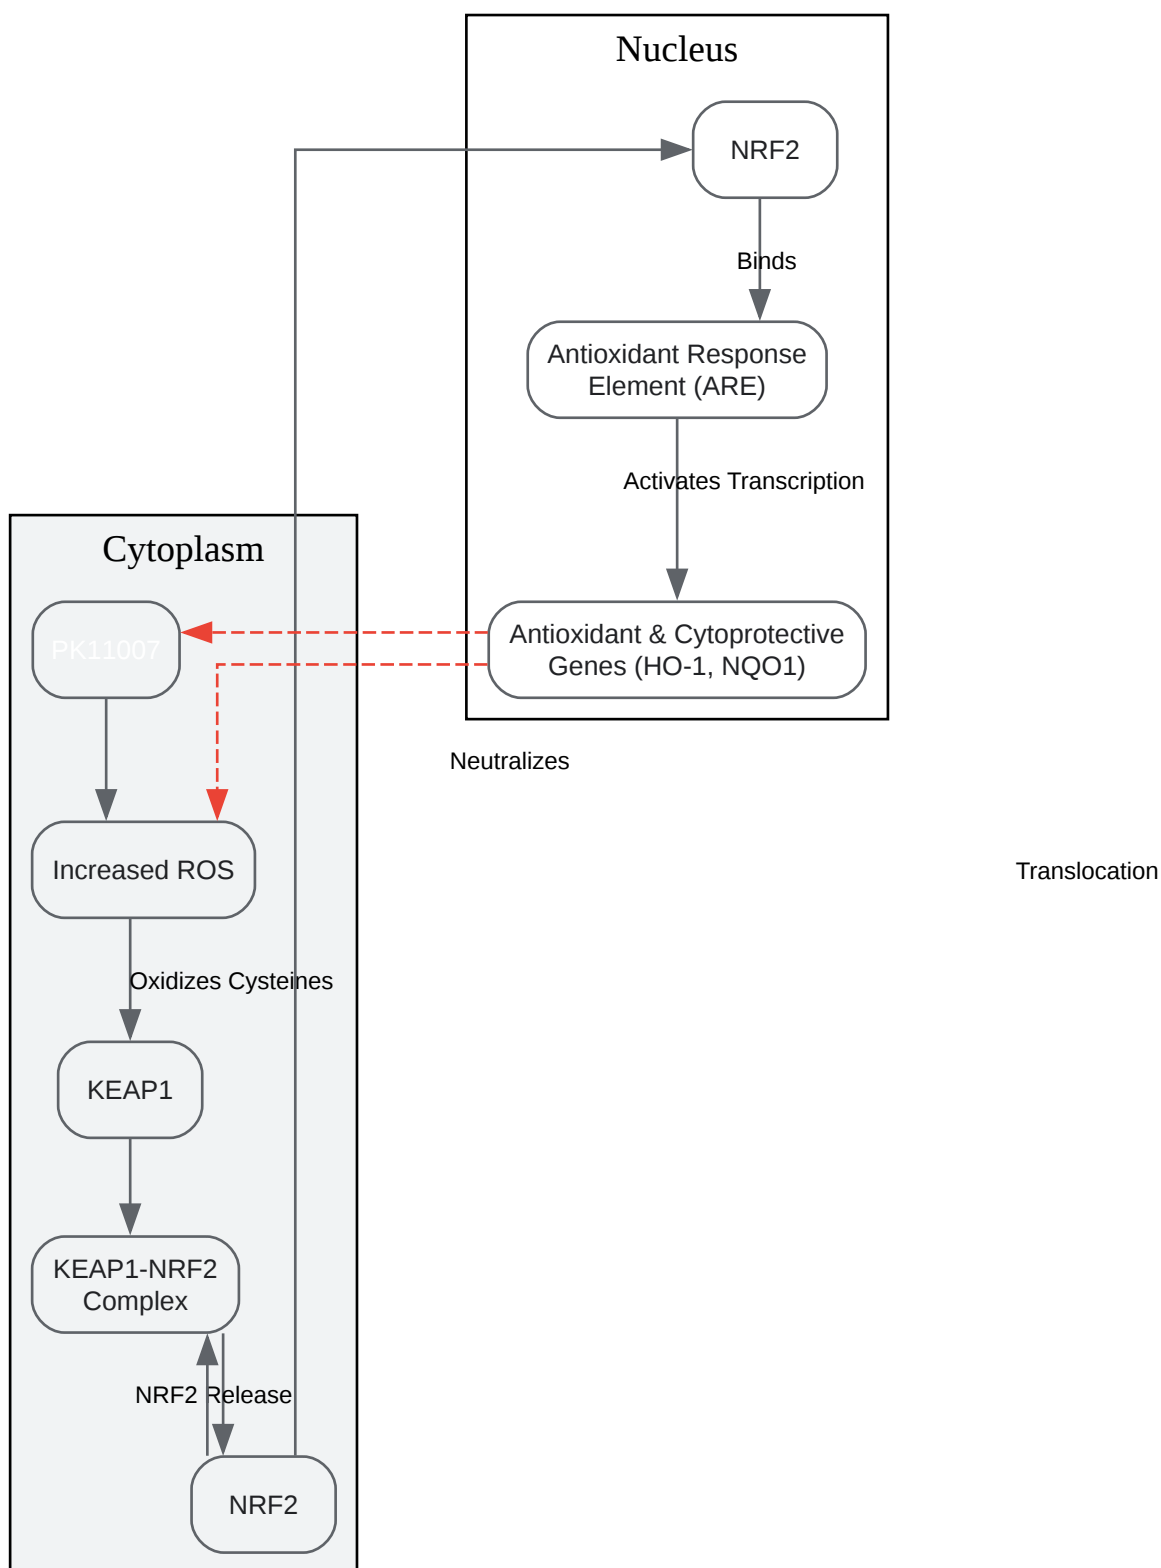 Nucleus
NRF2
Binds
Antioxidant Response
Element (ARE)
Activates Transcription
Antioxidant & Cytoprotective
Genes (HO-1, NQO1)
Cytoplasm
PK11007
Neutralizes
Increased ROS
Translocation
Oxidizes Cysteines
KEAP1
KEAP1-NRF2
Complex
NRF2 Release
NRF2